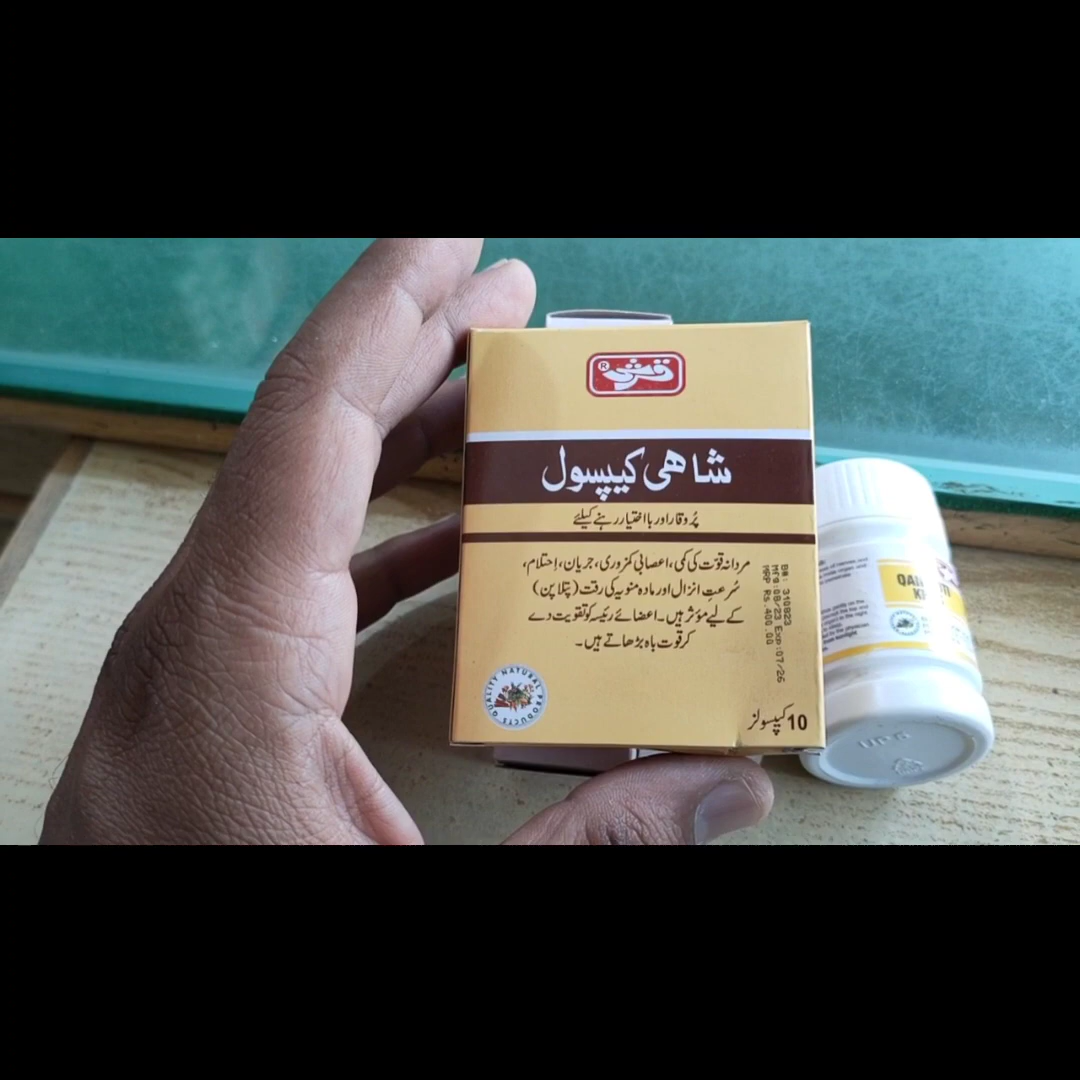 قرشی ®
شاهی کیپسول
پُروقار اور بااختیار رہنے کیلئے
مردانہ قوت کی کمی، اعصابی کمزوری، جریان، اِحتلام،
سُرعتِ انزال اور مادہ منویہ کی رقت (پتلا پن)
کے لیے مؤثر ہیں۔ اعضائے رئیسہ کو تقویت دے
کر قوت باہ بڑھاتے ہیں۔
B#: 310823
Mfg:08/23 Exp:07/26
MRP Rs.400.00
QUALITY NATURAL PRODUCTS
10 کیپسولز